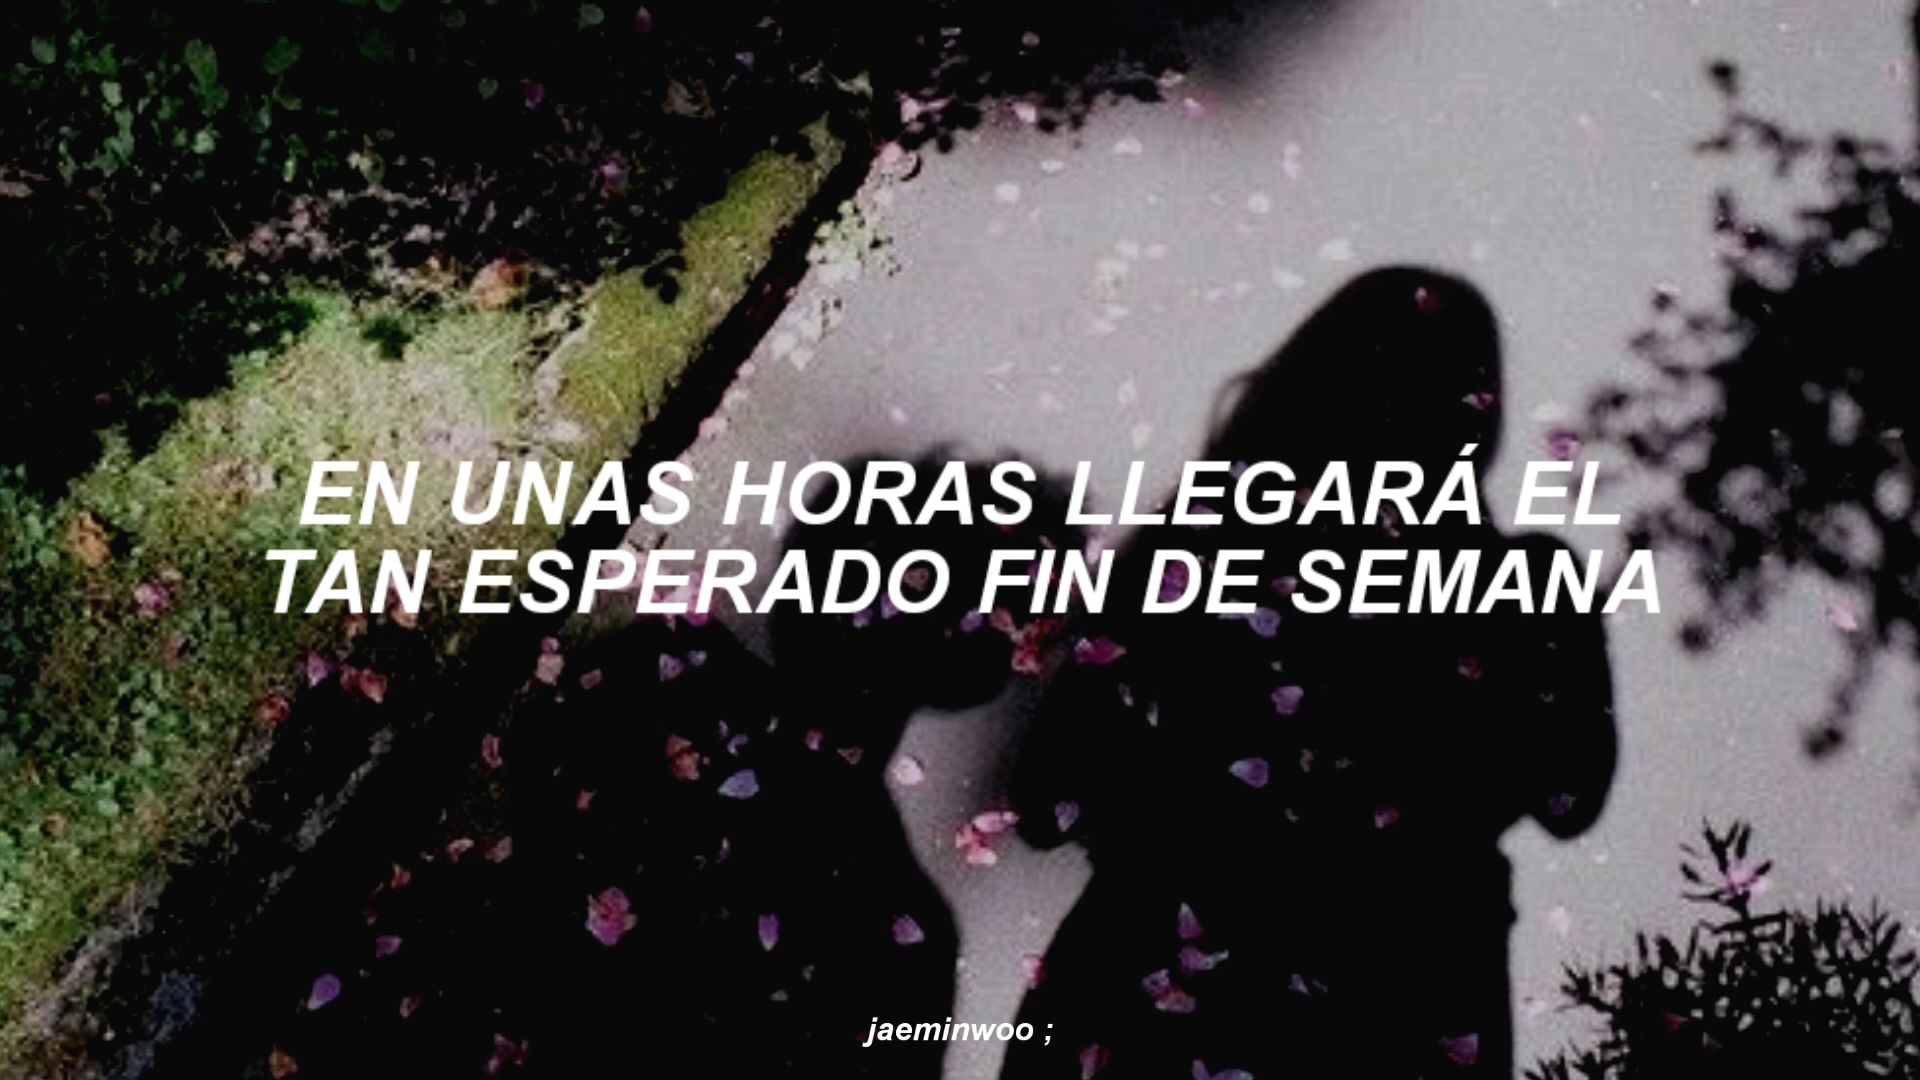 EN UNAS HORAS LLEGARÁ EL
TAN ESPERADO FIN DE SEMANA
jaeminwoo ;